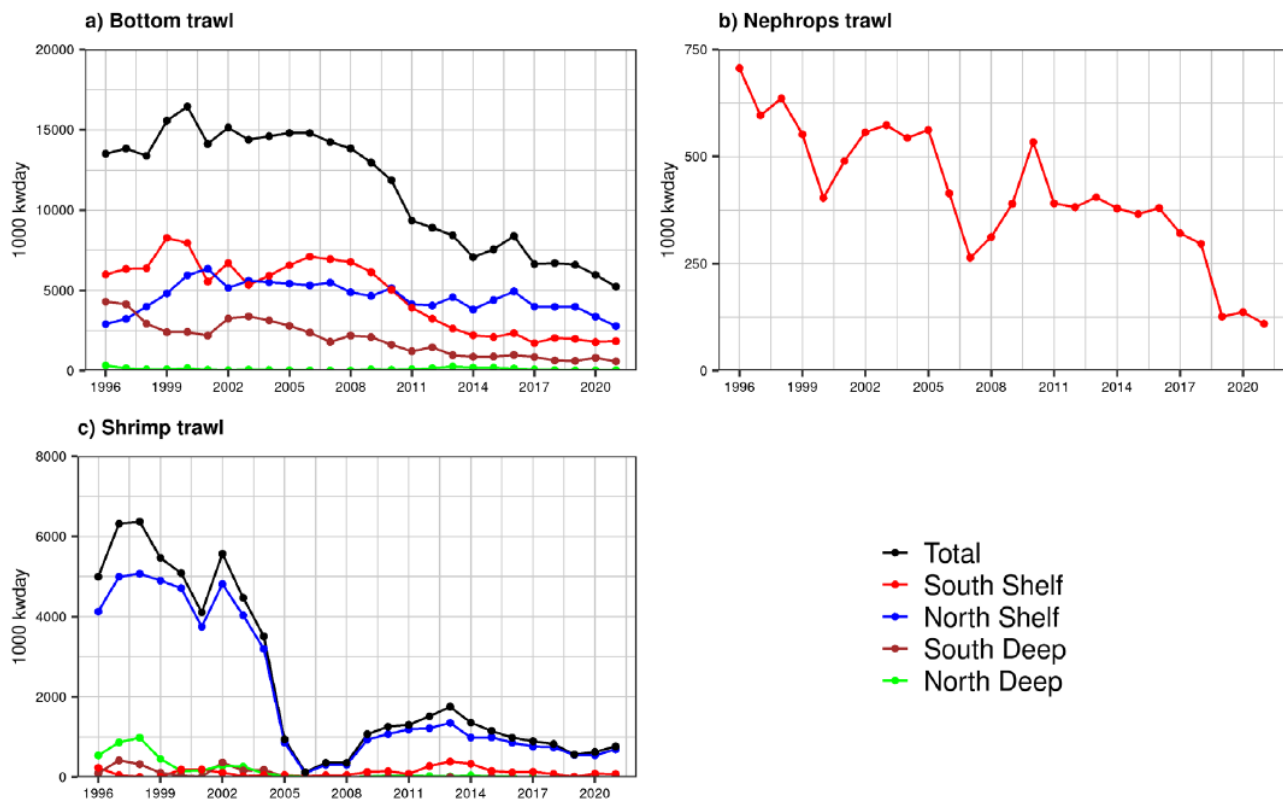 a) Bottom trawl
20000
15000
10000
5000
0
1000 kwday
1996 1999 2002 2005 2008 2011 2014 2017 2020
b) Nephrops trawl
750
500
250
0
1000 kwday
1996 1999 2002 2005 2008 2011 2014 2017 2020
c) Shrimp trawl
8000
6000
4000
2000
0
1000 kwday
1996 1999 2002 2005 2008 2011 2014 2017 2020
Total
South Shelf
North Shelf
South Deep
North Deep